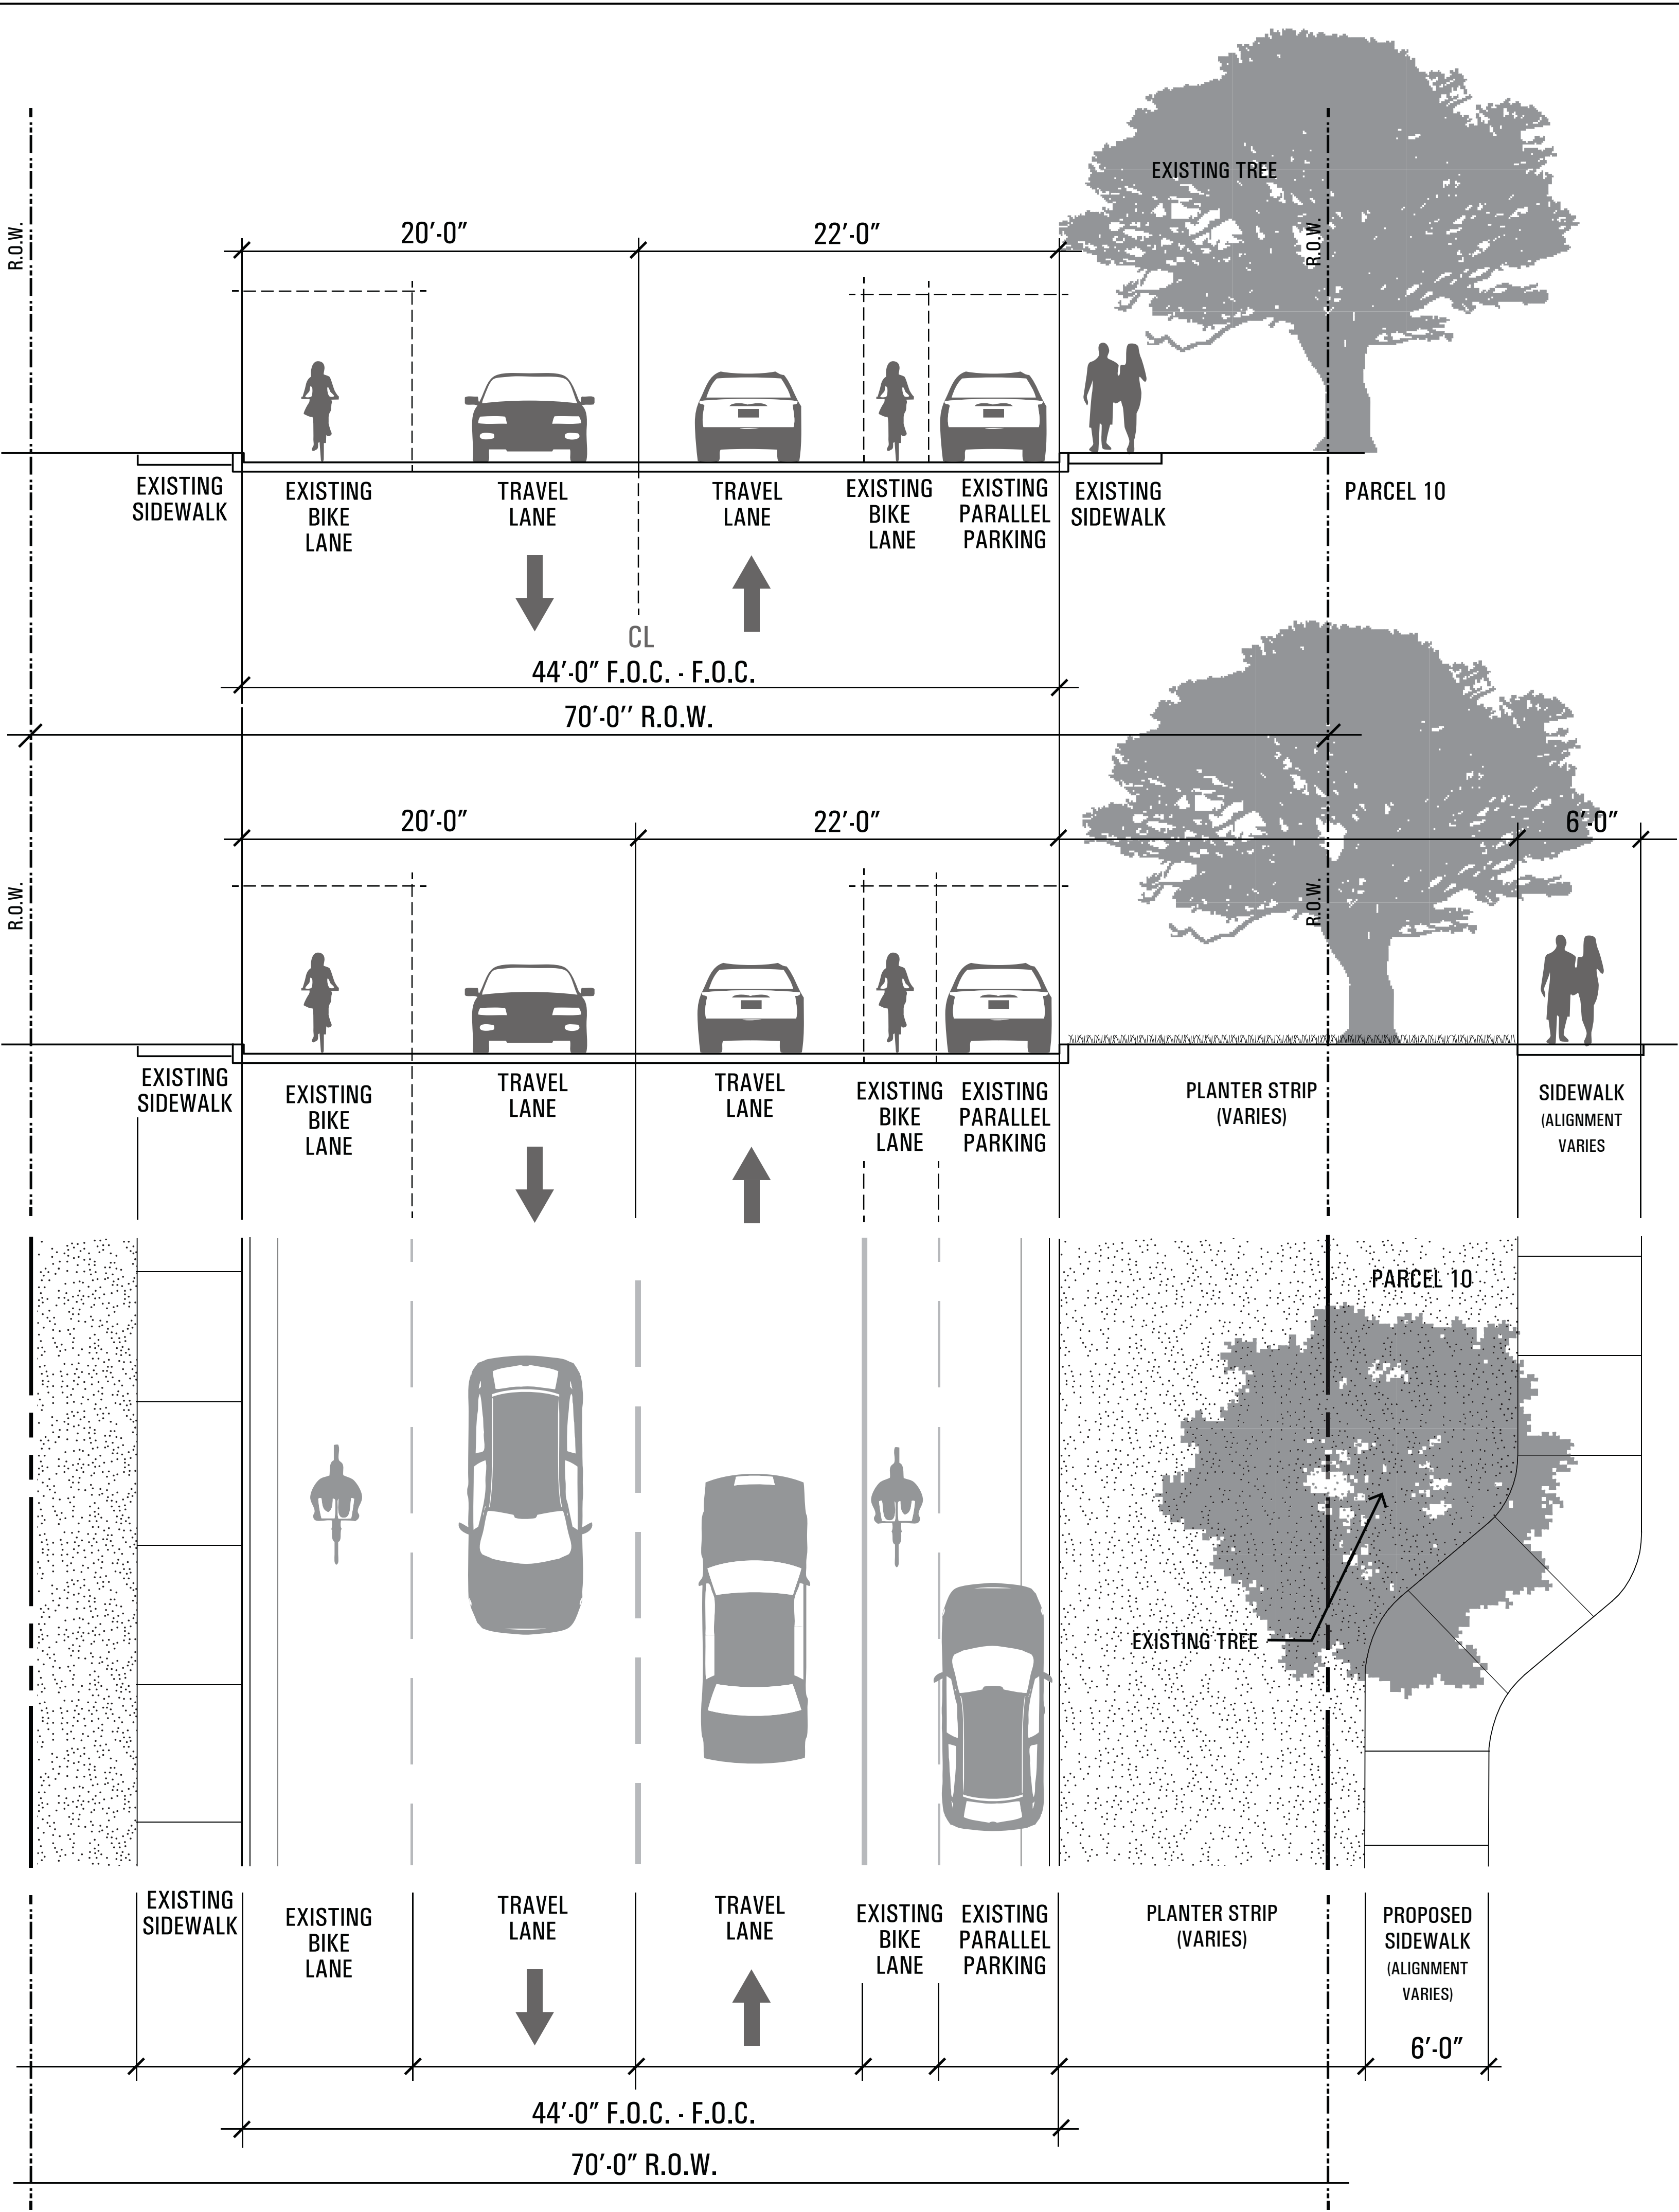 EXISTING TREE
R.O.W.
R.O.W.
20'-0"
22'-0"
EXISTING
SIDEWALK
EXISTING
BIKE
LANE
TRAVEL
LANE
TRAVEL
LANE
EXISTING
BIKE
LANE
EXISTING
PARALLEL
PARKING
EXISTING
SIDEWALK
PARCEL 10
CL
44'-0" F.O.C. - F.O.C.
70'-0'' R.O.W.
20'-0"
22'-0"
6'-0"
R.O.W.
R.O.W.
EXISTING
SIDEWALK
EXISTING
BIKE
LANE
TRAVEL
LANE
TRAVEL
LANE
EXISTING
BIKE
LANE
EXISTING
PARALLEL
PARKING
PLANTER STRIP
(VARIES)
SIDEWALK
(ALIGNMENT
VARIES
PARCEL 10
EXISTING TREE
EXISTING
SIDEWALK
EXISTING
BIKE
LANE
TRAVEL
LANE
TRAVEL
LANE
EXISTING
BIKE
LANE
EXISTING
PARALLEL
PARKING
PLANTER STRIP
(VARIES)
PROPOSED
SIDEWALK
(ALIGNMENT
VARIES)
6'-0"
44'-0" F.O.C. - F.O.C.
70'-0" R.O.W.